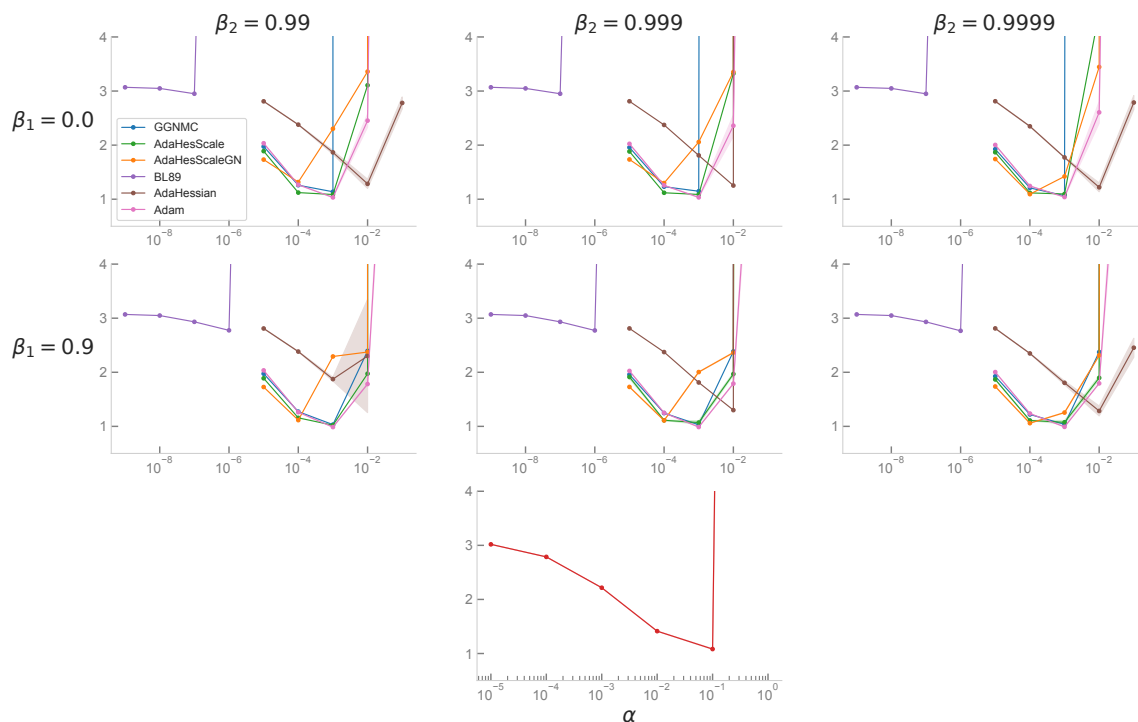 β₂ = 0.99
β₂ = 0.999
β₂ = 0.9999
β₁ = 0.0
4
3
2
1
GGNMC
AdaHesScale
AdaHesScaleGN
BL89
AdaHessian
Adam
10⁻⁸ 10⁻⁶ 10⁻⁴ 10⁻²
4
3
2
1
10⁻⁸ 10⁻⁶ 10⁻⁴ 10⁻²
4
3
2
1
10⁻⁸ 10⁻⁶ 10⁻⁴ 10⁻²
β₁ = 0.9
4
3
2
1
10⁻⁸ 10⁻⁶ 10⁻⁴ 10⁻²
4
3
2
1
10⁻⁸ 10⁻⁶ 10⁻⁴ 10⁻²
4
3
2
1
10⁻⁸ 10⁻⁶ 10⁻⁴ 10⁻²
4
3
2
1
10⁻⁵ 10⁻⁴ 10⁻³ 10⁻² 10⁻¹ 10⁰
α